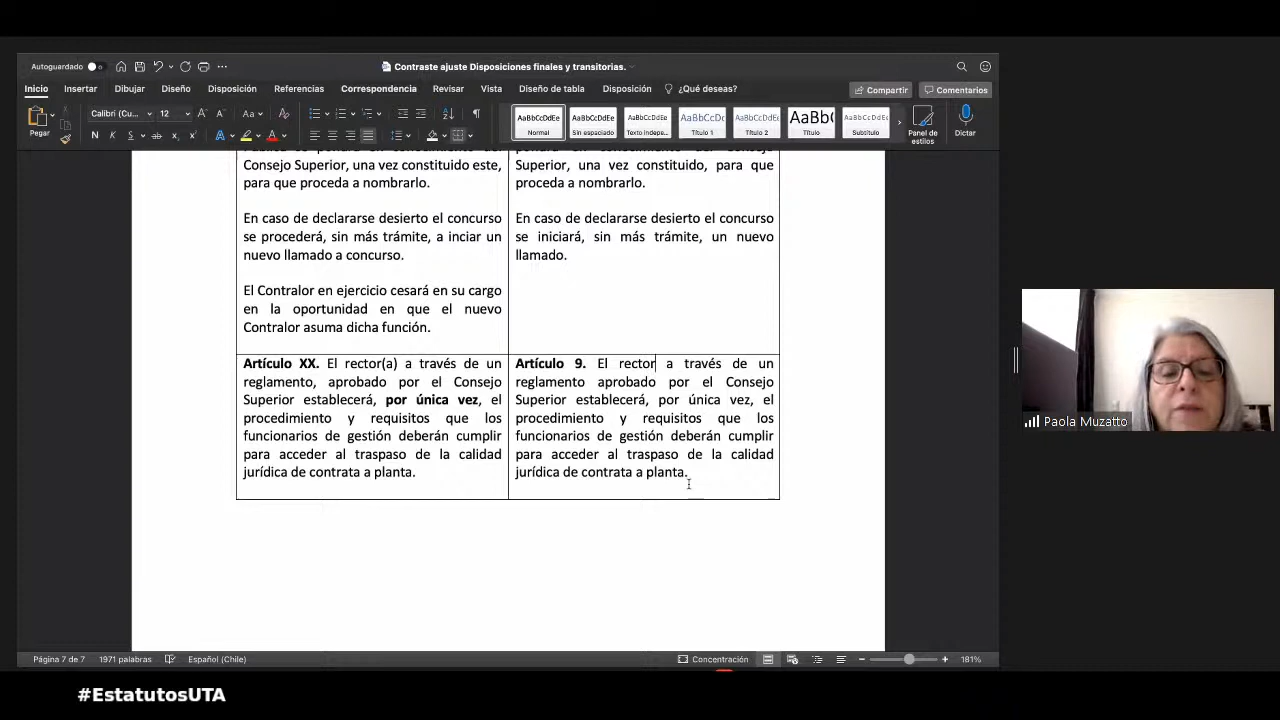 Autoguardado
Contraste ajuste Disposiciones finales y transitorias.
Inicio Insertar Dibujar Diseño Disposición Referencias Correspondencia Revisar Vista Diseño de tabla Disposición ¿Qué deseas? Compartir Comentarios
Pegar
Calibri (Cu... 12
N K S ab x₂ x²
AaBbCcDdEe AaBbCcDdEe AaBbCcDdEe AaBbCcDc AaBbCcDdEe AaBb( AaBbCcDdEe
Normal Sin espaciado Texto indepe... Título 1 Título 2 Título Subtítulo
Panel de estilos
Dictar
Consejo Superior, una vez constituido este,
para que proceda a nombrarlo.
En caso de declararse desierto el concurso
se procederá, sin más trámite, a inciar un
nuevo llamado a concurso.
El Contralor en ejercicio cesará en su cargo
en la oportunidad en que el nuevo
Contralor asuma dicha función.
Superior, una vez constituido, para que
proceda a nombrarlo.
En caso de declararse desierto el concurso
se iniciará, sin más trámite, un nuevo
llamado.
Artículo XX. El rector(a) a través de un
reglamento, aprobado por el Consejo
Superior establecerá, por única vez, el
procedimiento y requisitos que los
funcionarios de gestión deberán cumplir
para acceder al traspaso de la calidad
jurídica de contrata a planta.
Artículo 9. El rector a través de un
reglamento aprobado por el Consejo
Superior establecerá, por única vez, el
procedimiento y requisitos que los
funcionarios de gestión deberán cumplir
para acceder al traspaso de la calidad
jurídica de contrata a planta.
Paola Muzatto
Página 7 de 7 1971 palabras Español (Chile) Concentración 181%
#EstatutosUTA